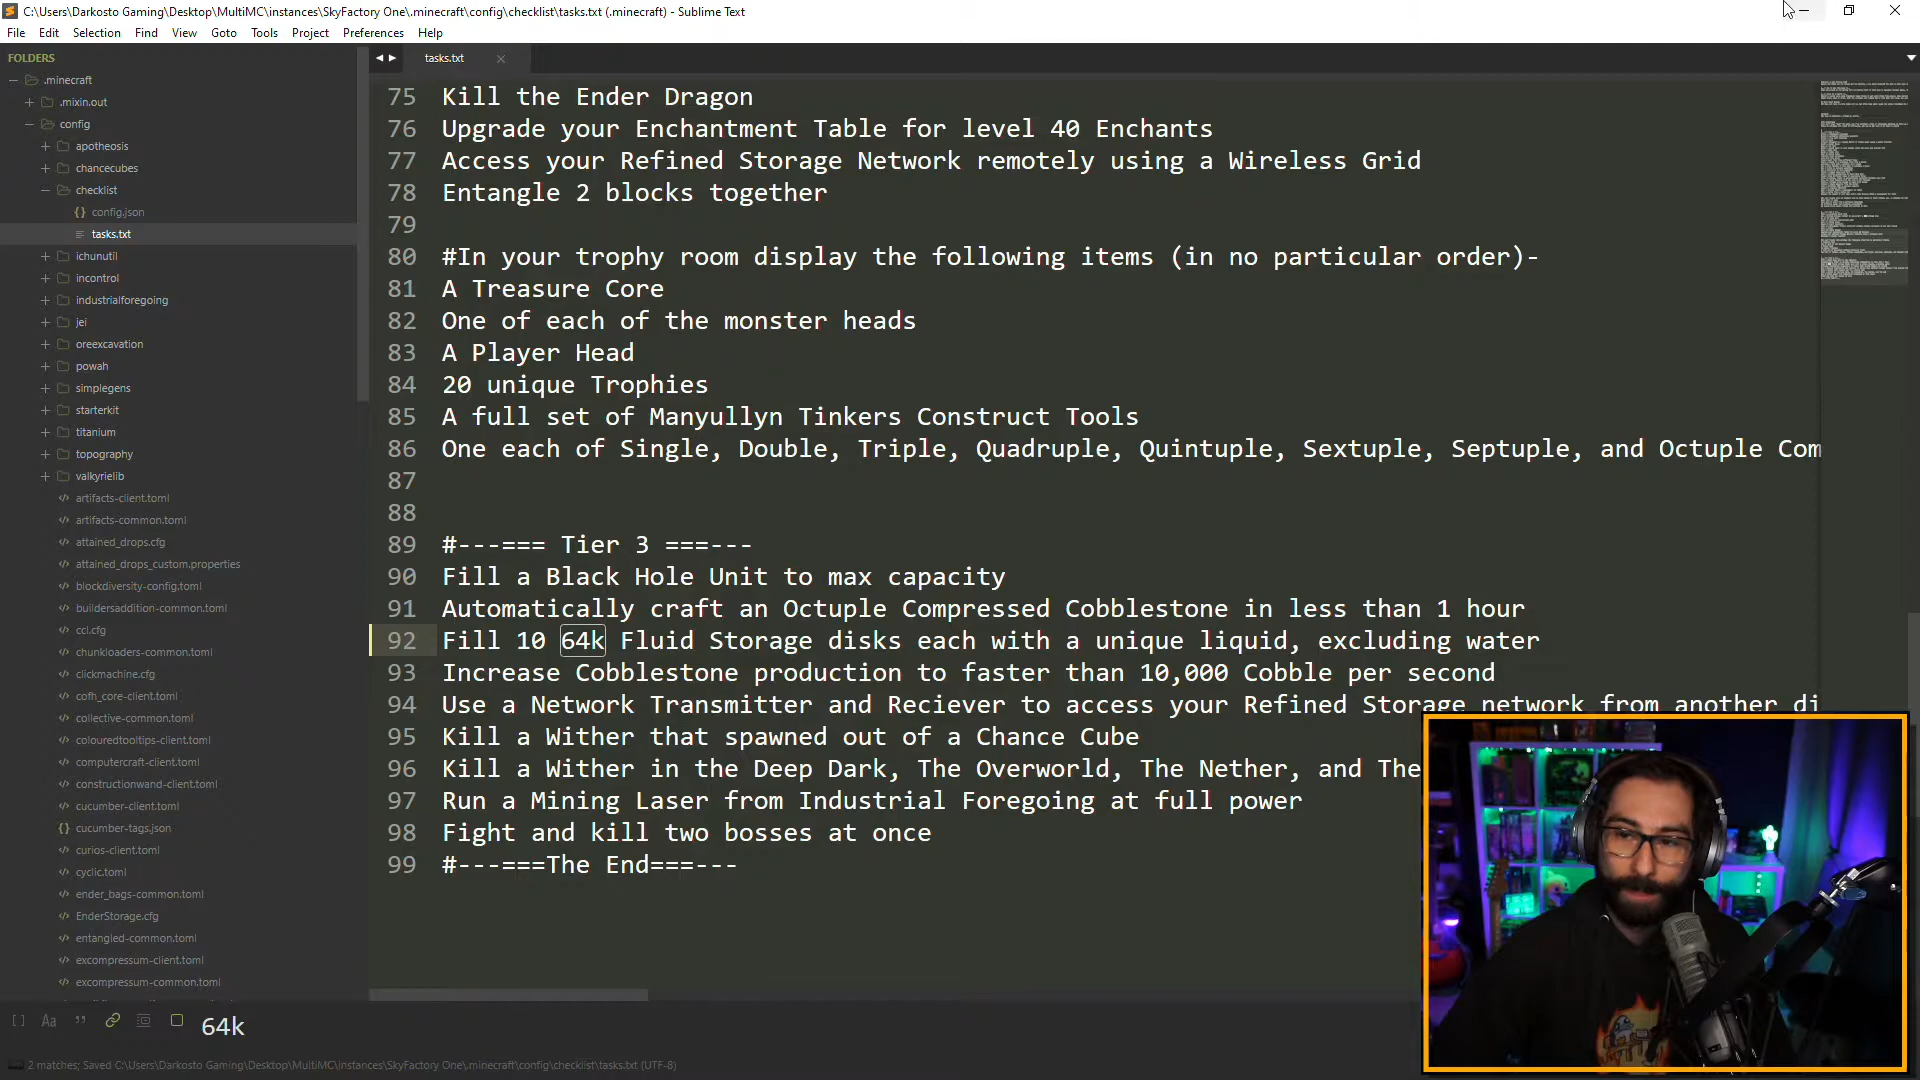 C:\Users\Darkosto Gaming\Desktop\MultiMC\instances\SkyFactory One\.minecraft\config\checklist\tasks.txt (.minecraft) - Sublime Text
File Edit Selection Find View Goto Tools Project Preferences Help
FOLDERS
.minecraft
.mixin.out
config
apotheosis
chancecubes
checklist
config.json
tasks.txt
ichunutil
incontrol
industrialforegoing
jei
oreexcavation
powah
simplegens
starterkit
titanium
topography
valkyrielib
artifacts-client.toml
artifacts-common.toml
attained_drops.cfg
attained_drops_custom.properties
blockdiversity-config.toml
buildersaddition-common.toml
ccl.cfg
chunkloaders-common.toml
clickmachine.cfg
cofh_core-client.toml
collective-common.toml
colouredtooltips-client.toml
computercraft-client.toml
constructionwand-client.toml
cucumber-client.toml
cucumber-tags.json
curios-client.toml
cyclic.toml
ender_bags-common.toml
EnderStorage.cfg
entangled-common.toml
excompressum-client.toml
excompressum-common.toml
tasks.txt
75 Kill the Ender Dragon
76 Upgrade your Enchantment Table for level 40 Enchants
77 Access your Refined Storage Network remotely using a Wireless Grid
78 Entangle 2 blocks together
79
80 #In your trophy room display the following items (in no particular order)-
81 A Treasure Core
82 One of each of the monster heads
83 A Player Head
84 20 unique Trophies
85 A full set of Manyullyn Tinkers Construct Tools
86 One each of Single, Double, Triple, Quadruple, Quintuple, Sextuple, Septuple, and Octuple Com
87
88
89 #---=== Tier 3 ===---
90 Fill a Black Hole Unit to max capacity
91 Automatically craft an Octuple Compressed Cobblestone in less than 1 hour
92 Fill 10 64k Fluid Storage disks each with a unique liquid, excluding water
93 Increase Cobblestone production to faster than 10,000 Cobble per second
94 Use a Network Transmitter and Reciever to access your Refined Storage network from another di
95 Kill a Wither that spawned out of a Chance Cube
96 Kill a Wither in the Deep Dark, The Overworld, The Nether, and The
97 Run a Mining Laser from Industrial Foregoing at full power
98 Fight and kill two bosses at once
99 #---===The End===---
Aa
64k
2 matches; Saved C:\Users\Darkosto Gaming\Desktop\MultiMC\instances\SkyFactory One\.minecraft\config\checklist\tasks.txt (UTF-8)